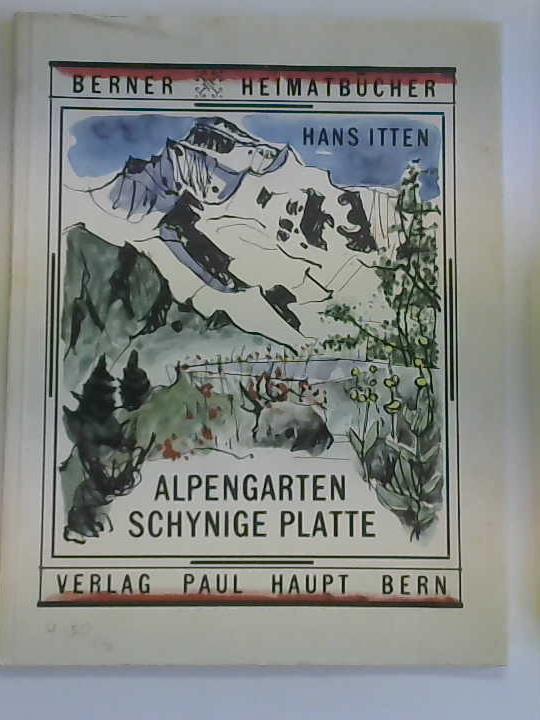 BERNER HEIMATBÜCHER
HANS ITTEN
ALPENGARTEN
SCHYNIGE PLATTE
VERLAG PAUL HAUPT BERN